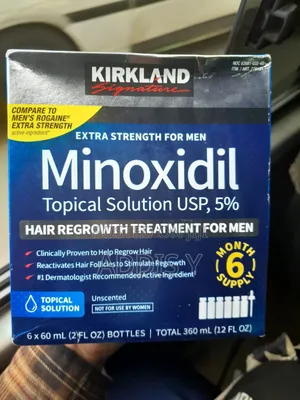 KIRKLAND
Signature
COMPARE TO
MEN'S ROGAINE®
EXTRA STRENGTH
active ingredient*
EXTRA STRENGTH FOR MEN
Minoxidil
Topical Solution USP, 5%
HAIR REGROWTH TREATMENT FOR MEN
Clinically Proven to Help Regrow Hair
Reactivates Hair Follicles to Stimulate Regrowth
#1 Dermatologist Recommended Active Ingredient†
6
MONTH
SUPPLY
ADDIS Y
TOPICAL
SOLUTION
Unscented
NOT FOR USE BY WOMEN
6 x 60 mL (2 FL OZ) BOTTLES | TOTAL 360 mL (12 FL OZ)